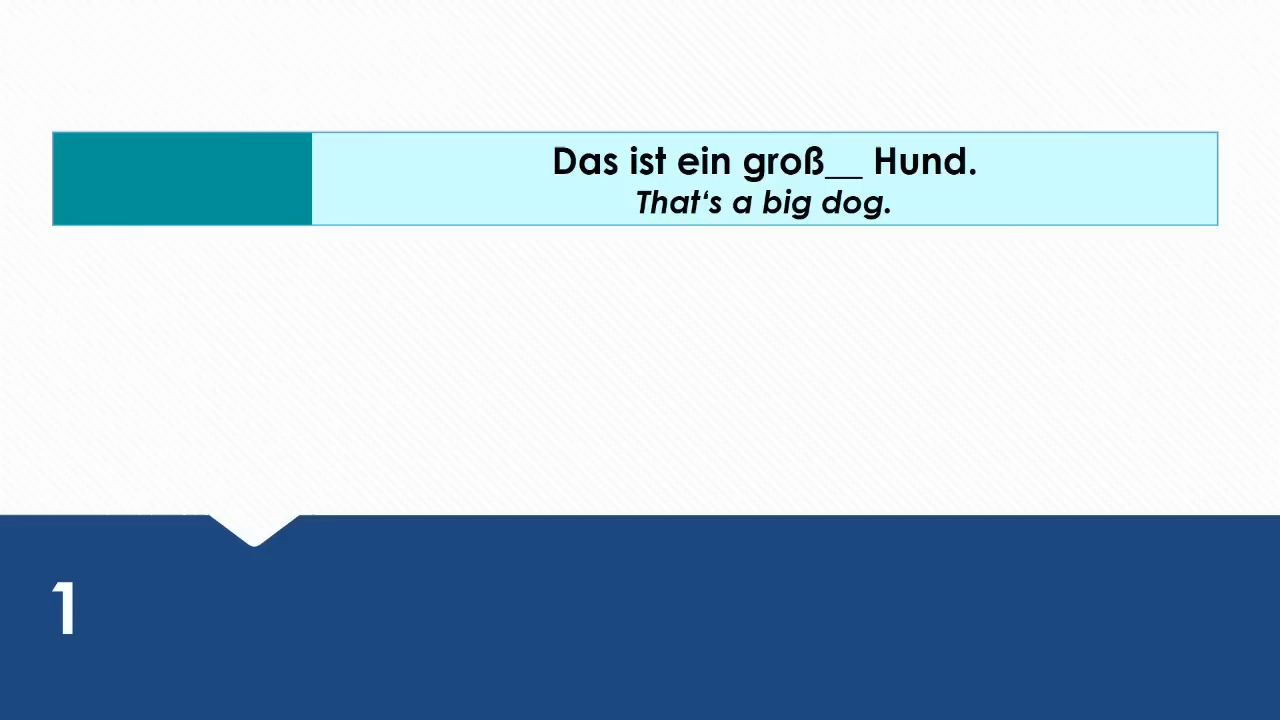 Das ist ein groß__ Hund.
That‘s a big dog.
1